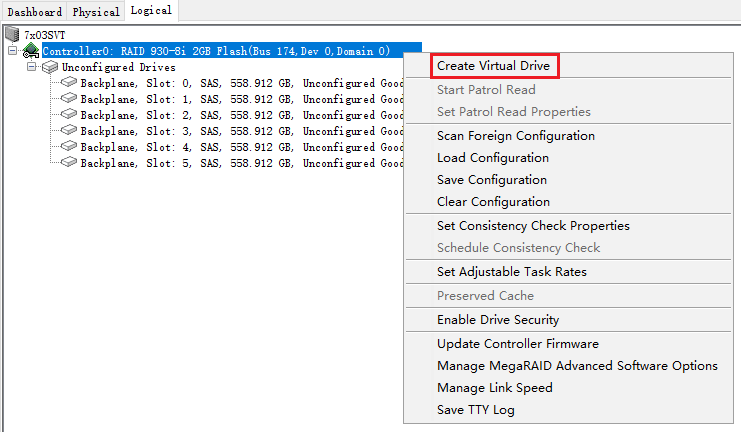 Dashboard Physical Logical
7x03SVT
Controller0: RAID 930-8i 2GB Flash(Bus 174,Dev 0,Domain 0)
Unconfigured Drives
Backplane, Slot: 0, SAS, 558.912 GB, Unconfigured Good
Backplane, Slot: 1, SAS, 558.912 GB, Unconfigured Good
Backplane, Slot: 2, SAS, 558.912 GB, Unconfigured Good
Backplane, Slot: 3, SAS, 558.912 GB, Unconfigured Good
Backplane, Slot: 4, SAS, 558.912 GB, Unconfigured Good
Backplane, Slot: 5, SAS, 558.912 GB, Unconfigured Good
Create Virtual Drive
Start Patrol Read
Set Patrol Read Properties
Scan Foreign Configuration
Load Configuration
Save Configuration
Clear Configuration
Set Consistency Check Properties
Schedule Consistency Check
Set Adjustable Task Rates
Preserved Cache
Enable Drive Security
Update Controller Firmware
Manage MegaRAID Advanced Software Options
Manage Link Speed
Save TTY Log